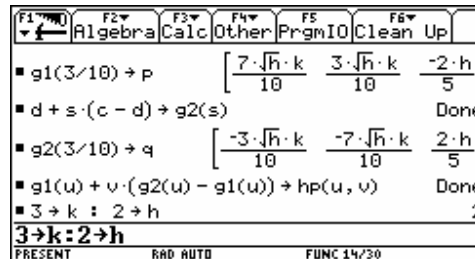 F1 F2 F3 F4 F5 F6
Algebra Calc Other PrgmIO Clean Up
▪ g1(3/10) → p [ 7·√h·k/10 3·√h·k/10 -2·h/5
▪ d + s·(c - d) → g2(s) Done
▪ g2(3/10) → q [ -3·√h·k/10 -7·√h·k/10 2·h/5
▪ g1(u) + v·(g2(u) - g1(u)) → hp(u, v) Done
▪ 3 → k : 2 → h 2
3→k:2→h
PRESENT RAD AUTO FUNC 14/30